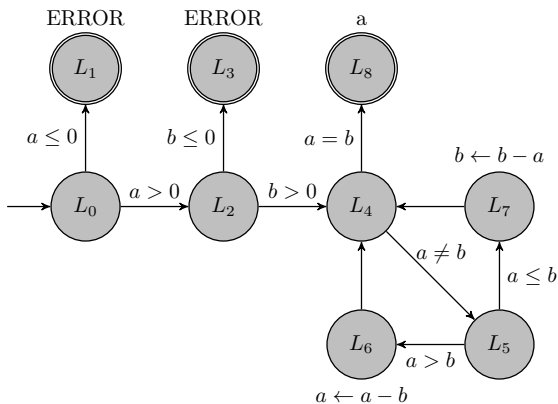 ERROR
ERROR
a
L₁
L₃
L₈
a ≤ 0
b ≤ 0
a = b
b ← b − a
L₀
a > 0
L₂
b > 0
L₄
L₇
a ≠ b
a ≤ b
L₆
a > b
L₅
a ← a − b